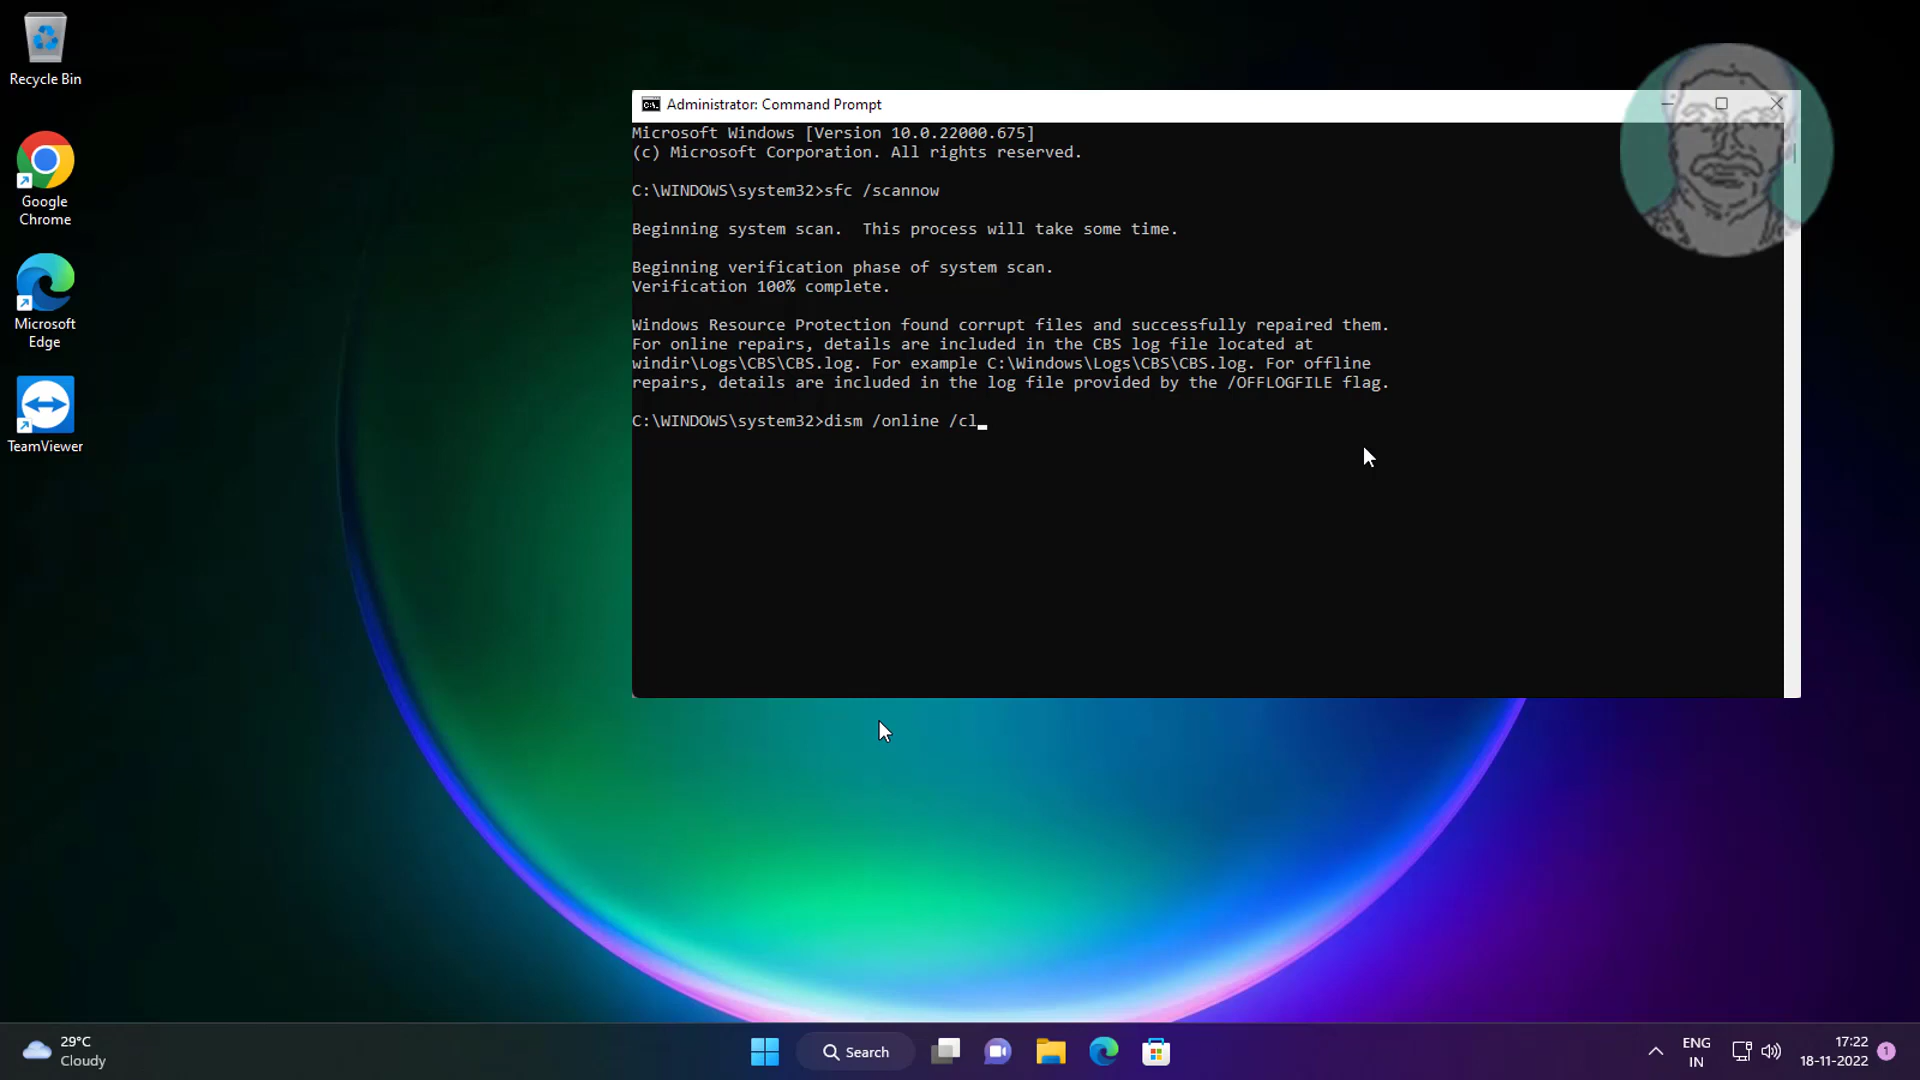 Recycle Bin
Google
Chrome
Microsoft
Edge
TeamViewer
Administrator: Command Prompt
Microsoft Windows [Version 10.0.22000.675]
(c) Microsoft Corporation. All rights reserved.
C:\WINDOWS\system32>sfc /scannow
Beginning system scan.  This process will take some time.
Beginning verification phase of system scan.
Verification 100% complete.
Windows Resource Protection found corrupt files and successfully repaired them.
For online repairs, details are included in the CBS log file located at
windir\Logs\CBS\CBS.log. For example C:\Windows\Logs\CBS\CBS.log. For offline
repairs, details are included in the log file provided by the /OFFLOGFILE flag.
C:\WINDOWS\system32>dism /online /cl_
29°C
Cloudy
Search
ENG
IN
17:22
18-11-2022
1